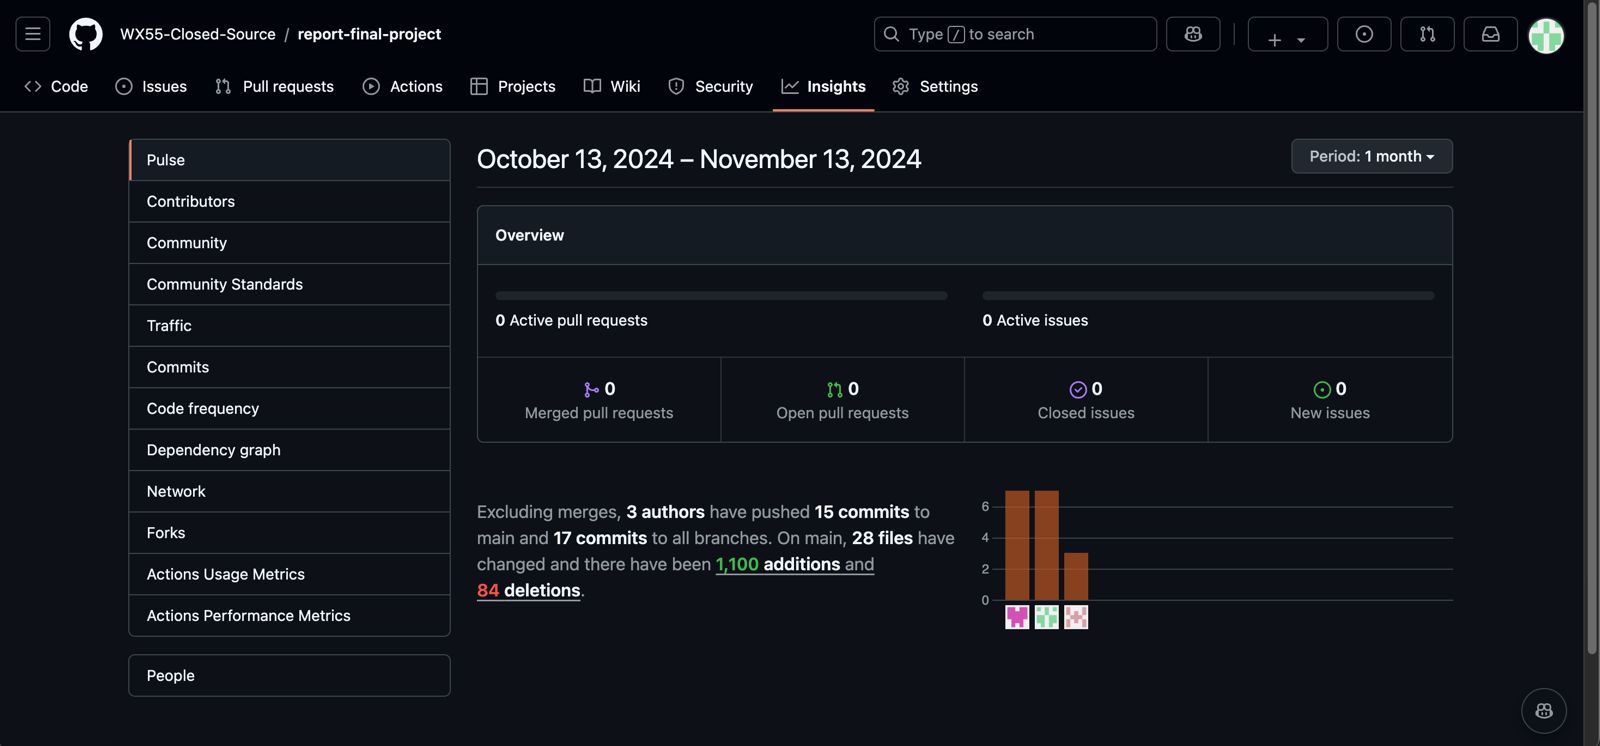 WX55-Closed-Source / report-final-project
Type / to search
Code Issues Pull requests Actions Projects Wiki Security Insights Settings
Pulse
Contributors
Community
Community Standards
Traffic
Commits
Code frequency
Dependency graph
Network
Forks
Actions Usage Metrics
Actions Performance Metrics
People
October 13, 2024 – November 13, 2024
Period: 1 month
Overview
0 Active pull requests
0 Active issues
0
Merged pull requests
0
Open pull requests
0
Closed issues
0
New issues
Excluding merges, 3 authors have pushed 15 commits to
main and 17 commits to all branches. On main, 28 files have
changed and there have been 1,100 additions and
84 deletions.
6
4
2
0